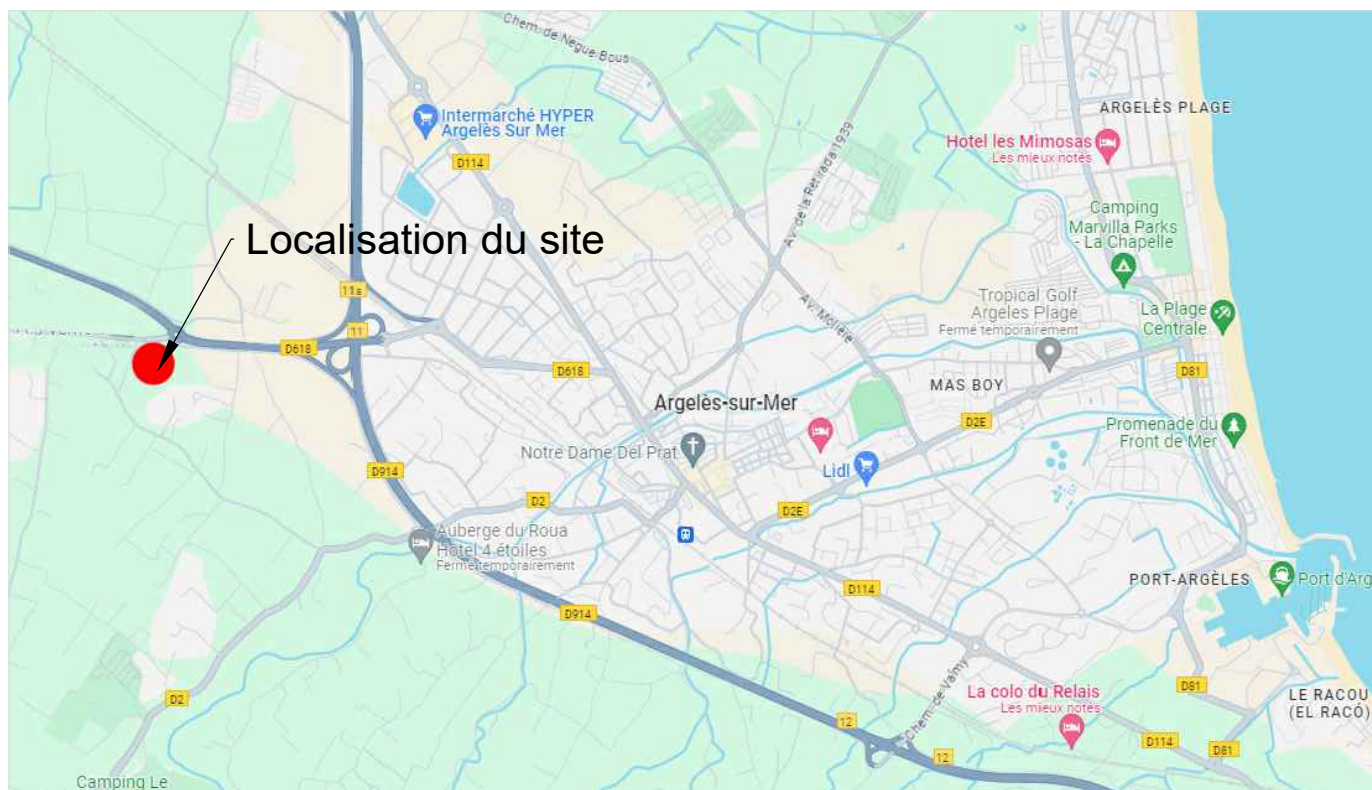 Chem. de Nègue Bous
ARGELÈS PLAGE
Intermarché HYPER
Argelès Sur Mer
Hotel les Mimosas
Les mieux notés
D114
Av. de la Retirada 1939
Camping
Marvilla Parks
- La Chapelle
Localisation du site
11a
Tropical Golf
Argeles Plage
Fermé temporairement
La Plage
Centrale
Av. Molière
11
D618
D618
D81
MAS BOY
Argelès-sur-Mer
D2E
Promenade du
Front de Mer
Notre Dame Del Prat
Lidl
D914
D2
D2E
Auberge du Roua
Hôtel 4 étoiles
Fermé temporairement
PORT-ARGÈLES
Port d'Arg
D114
D914
Chem. de Valmy
La colo du Relais
Les mieux notés
D81
LE RACOU
(EL RACÓ)
D2
12
D114
D81
12
Camping Le